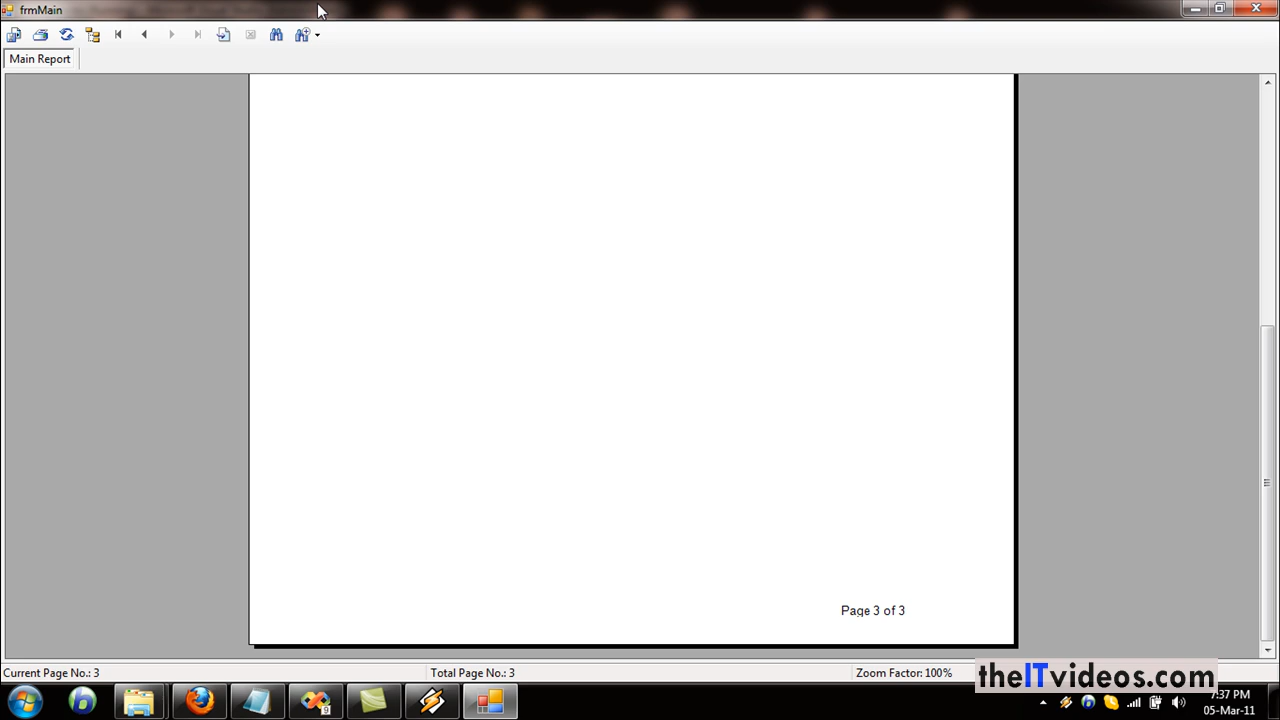 frmMain
Main Report
Page 3 of 3
Current Page No.: 3
Total Page No.: 3
Zoom Factor: 100%
theITvideos.com
9
7:37 PM
05-Mar-11